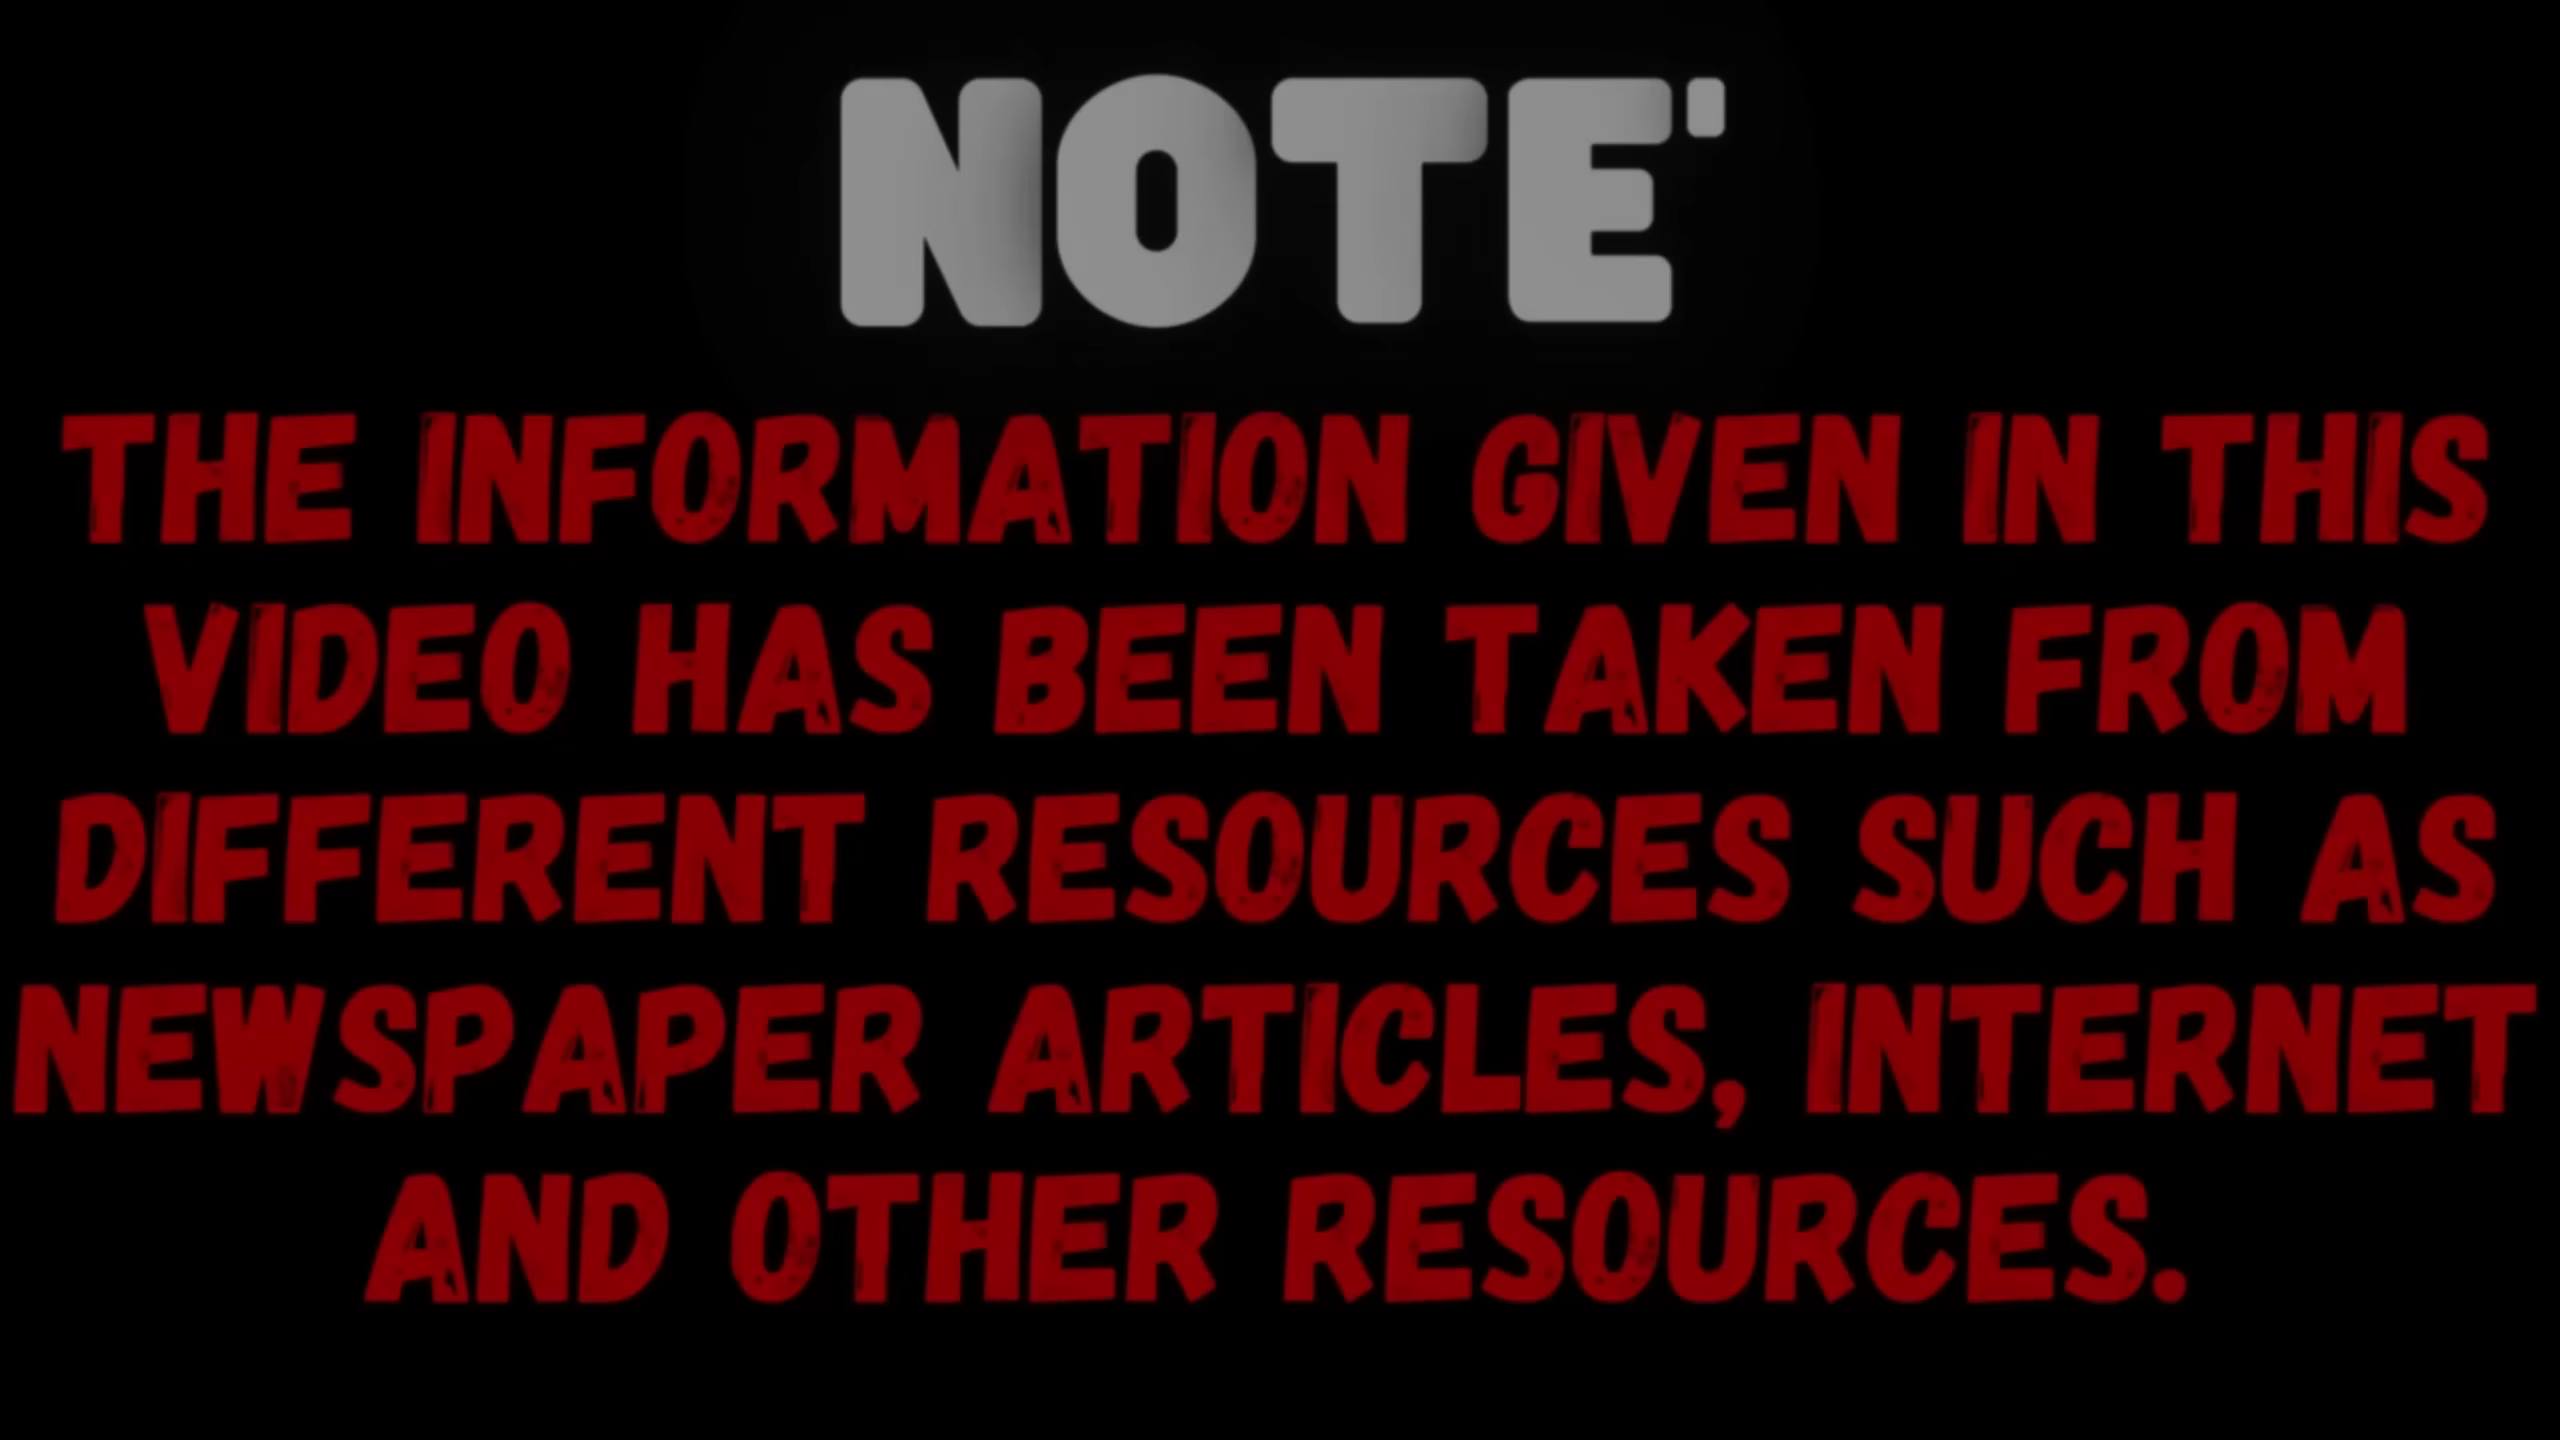 NOTE'
THE INFORMATION GIVEN IN THIS
VIDEO HAS BEEN TAKEN FROM
DIFFERENT RESOURCES SUCH AS
NEWSPAPER ARTICLES, INTERNET
AND OTHER RESOURCES.